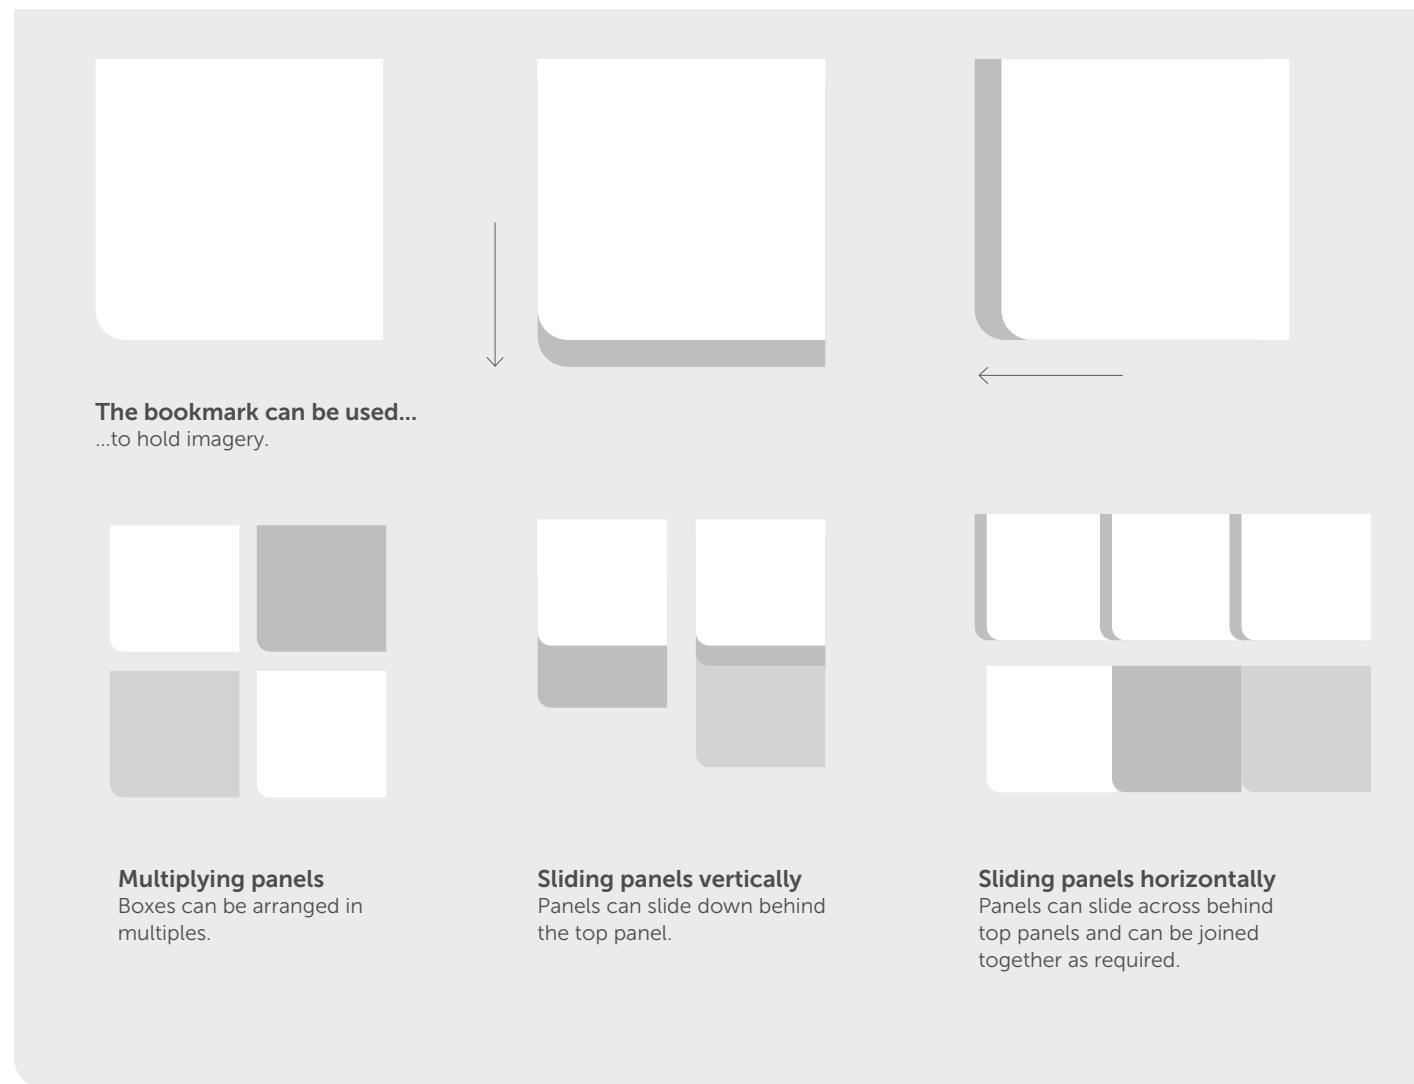 The bookmark can be used...
...to hold imagery.
Multiplying panels
Boxes can be arranged in
multiples.
Sliding panels vertically
Panels can slide down behind
the top panel.
Sliding panels horizontally
Panels can slide across behind
top panels and can be joined
together as required.